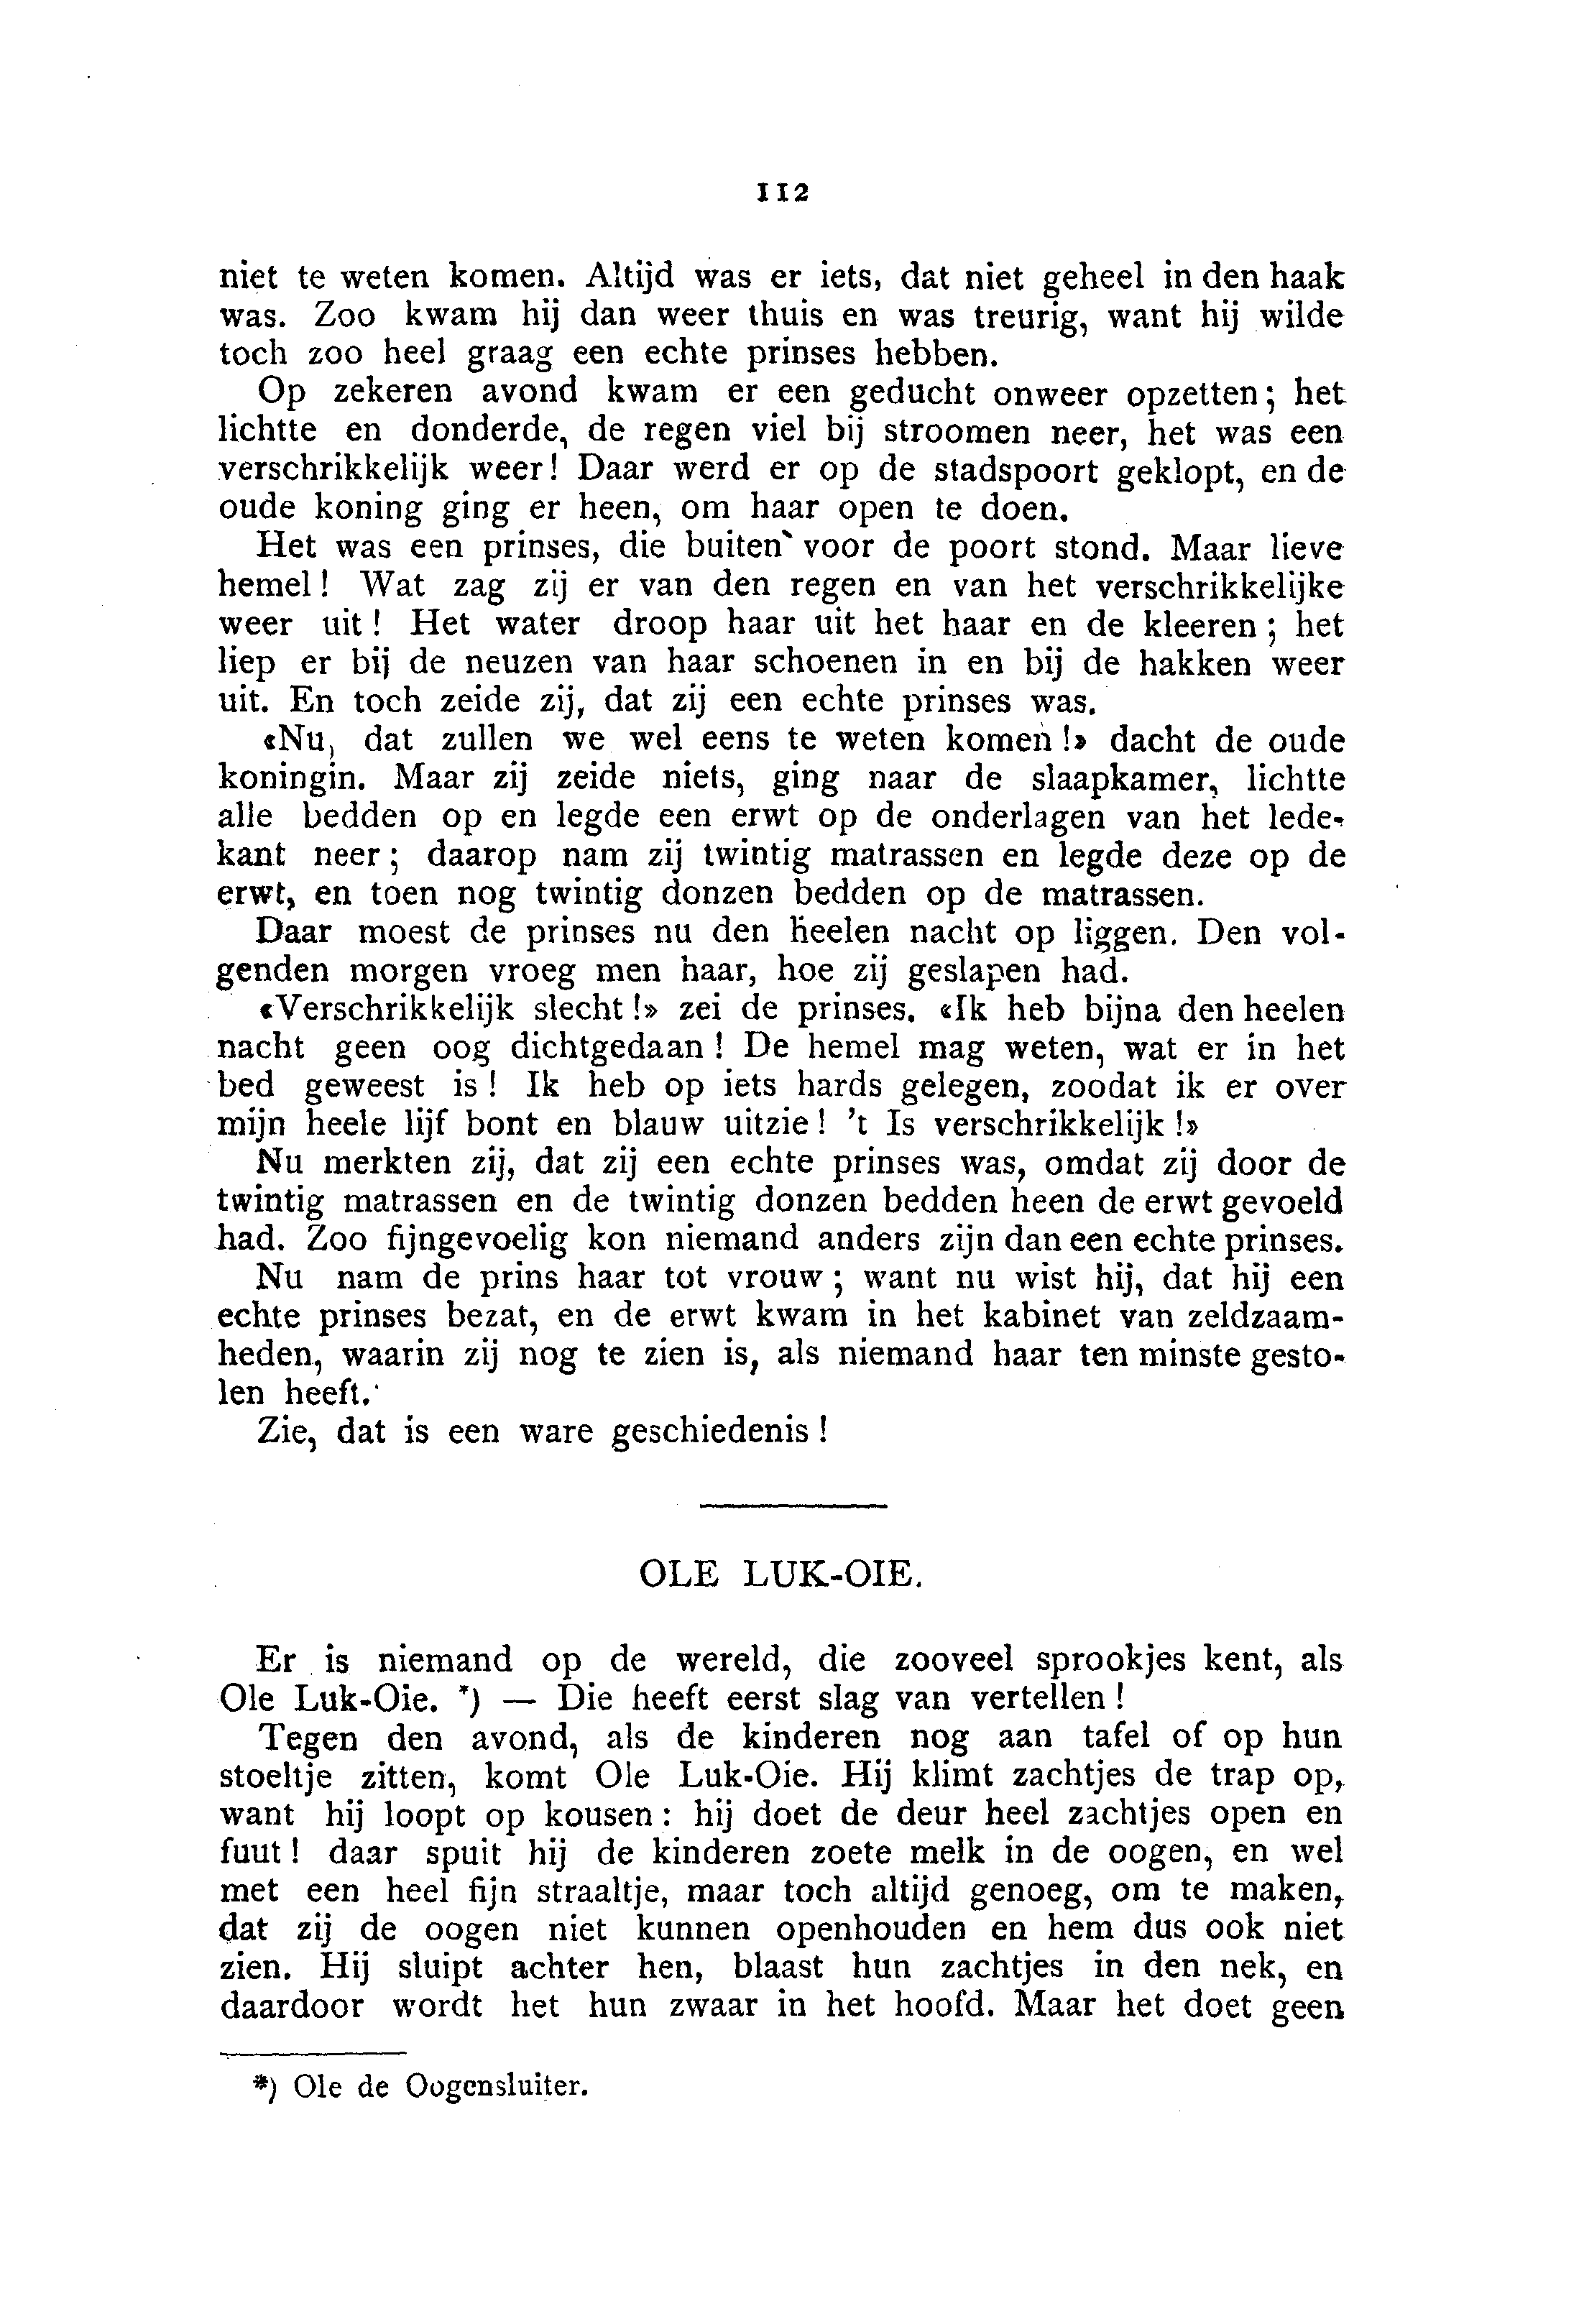 112
niet te weten komen. Altijd was er iets, dat niet geheel in den haak
was. Zoo kwam hij dan weer thuis en was treurig, want hij wilde
toch zoo heel graag een echte prinses hebben.
Op zekeren avond kwam er een geducht onweer opzetten; het
lichtte en donderde, de regen viel bij stroomen neer, het was een
verschrikkelijk weer! Daar werd er op de stadspoort geklopt, en de
oude koning ging er heen, om haar open te doen.
Het was een prinses, die buiten voor de poort stond. Maar lieve
hemel! Wat zag zij er van den regen en van het verschrikkelijke
weer uit! Het water droop haar uit het haar en de kleeren; het
liep er bij de neuzen van haar schoenen in en bij de hakken weer
uit. En toch zeide zij, dat zij een echte prinses was.
«Nu, dat zullen we wel eens te weten komen!» dacht de oude
koningin. Maar zij zeide niets, ging naar de slaapkamer, lichtte
alle bedden op en legde een erwt op de onderlagen van het lede-
kant neer; daarop nam zij twintig matrassen en legde deze op de
erwt, en toen nog twintig donzen bedden op de matrassen.
Daar moest de prinses nu den heelen nacht op liggen. Den vol-
genden morgen vroeg men haar, hoe zij geslapen had.
«Verschrikkelijk slecht!» zei de prinses. «Ik heb bijna den heelen
nacht geen oog dichtgedaan! De hemel mag weten, wat er in het
bed geweest is! Ik heb op iets hards gelegen, zoodat ik er over
mijn heele lijf bont en blauw uitzie! 't Is verschrikkelijk!»
Nu merkten zij, dat zij een echte prinses was, omdat zij door de
twintig matrassen en de twintig donzen bedden heen de erwt gevoeld
had. Zoo fijngevoelig kon niemand anders zijn dan een echte prinses.
Nu nam de prins haar tot vrouw; want nu wist hij, dat hij een
echte prinses bezat, en de erwt kwam in het kabinet van zeldzaam-
heden, waarin zij nog te zien is, als niemand haar ten minste gesto-
len heeft.
Zie, dat is een ware geschiedenis!
OLE LUK-OIE.
Er is niemand op de wereld, die zooveel sprookjes kent, als
Ole Luk-Oie. *) — Die heeft eerst slag van vertellen!
Tegen den avond, als de kinderen nog aan tafel of op hun
stoeltje zitten, komt Ole Luk-Oie. Hij klimt zachtjes de trap op,
want hij loopt op kousen: hij doet de deur heel zachtjes open en
fuut! daar spuit hij de kinderen zoete melk in de oogen, en wel
met een heel fijn straaltje, maar toch altijd genoeg, om te maken,
dat zij de oogen niet kunnen openhouden en hem dus ook niet
zien. Hij sluipt achter hen, blaast hun zachtjes in den nek, en
daardoor wordt het hun zwaar in het hoofd. Maar het doet geen
*) Ole de Oogensluiter.